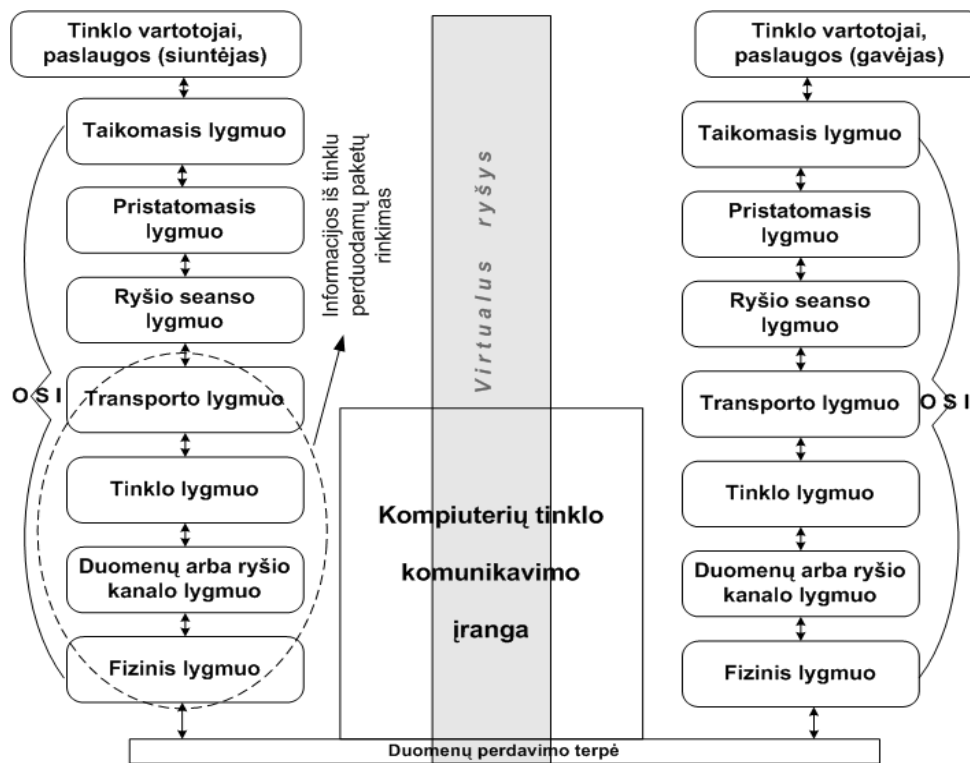 Tinklo vartotojai,
paslaugos (siuntėjas)
Taikomasis lygmuo
Pristatomasis
lygmuo
Ryšio seanso
lygmuo
Transporto lygmuo
Tinklo lygmuo
Duomenų arba ryšio
kanalo lygmuo
Fizinis lygmuo
O S I
Informacijos iš tinklu
perduodamų paketų
rinkimas
Virtualus ryšys
Kompiuterių tinklo
komunikavimo
įranga
Tinklo vartotojai,
paslaugos (gavėjas)
Taikomasis lygmuo
Pristatomasis
lygmuo
Ryšio seanso
lygmuo
Transporto lygmuo
Tinklo lygmuo
Duomenų arba ryšio
kanalo lygmuo
Fizinis lygmuo
O S I
Duomenų perdavimo terpė